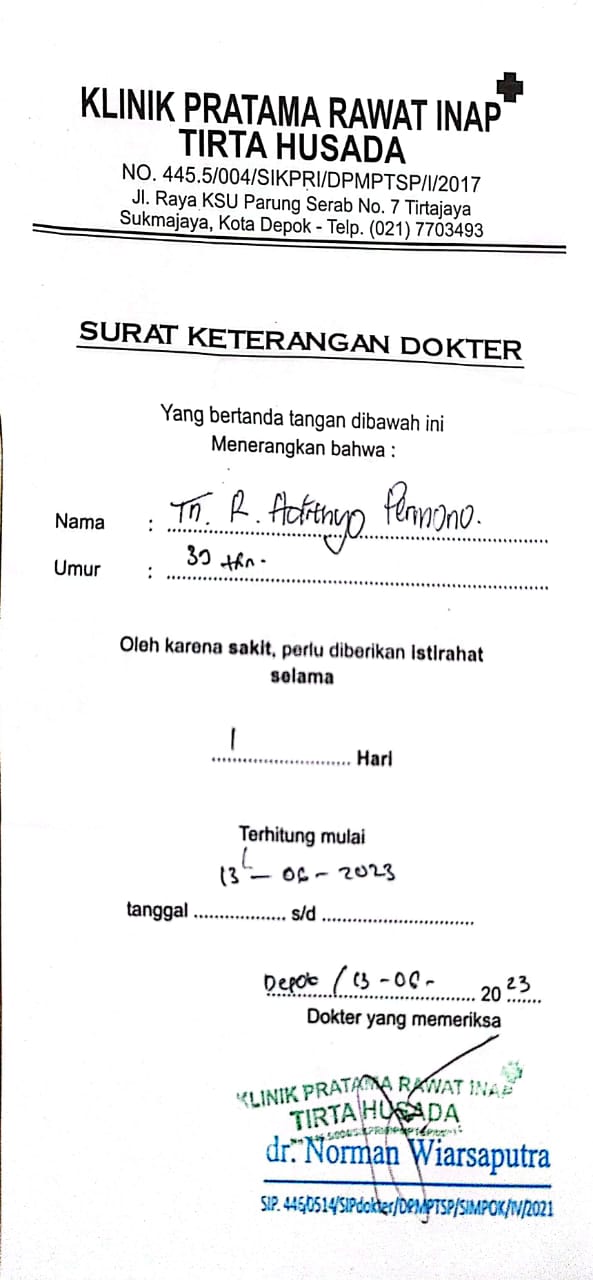 KLINIK PRATAMA RAWAT INAP
TIRTA HUSADA
NO. 445.5/004/SIKPRI/DPMPTSP/I/2017
Jl. Raya KSU Parung Serab No. 7 Tirtajaya
Sukmajaya, Kota Depok - Telp. (021) 7703493
SURAT KETERANGAN DOKTER
Yang bertanda tangan dibawah ini
Menerangkan bahwa :
Nama : Tn. R. Adithyo Permono.
Umur : 30 thn.
Oleh karena sakit, perlu diberikan istirahat
selama
1 Hari
Terhitung mulai
13 - 06 - 2023
tanggal .................. s/d ..............................
Depok / 13 - 06 - 2023
Dokter yang memeriksa
KLINIK PRATAMA RAWAT INAP
TIRTA HUSADA
dr. Norman Wiarsaputra
SIP. 445/0514/SIPdokter/DPMPTSP/SIMPOK/IV/2021